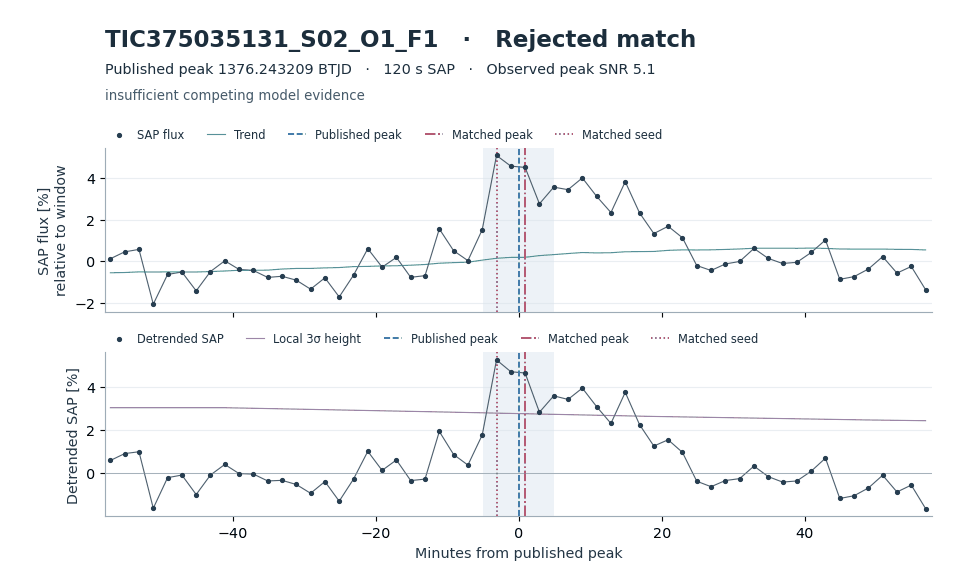 TIC375035131_S02_O1_F1 · Rejected match
Published peak 1376.243209 BTJD · 120 s SAP · Observed peak SNR 5.1
insufficient competing model evidence
SAP flux Trend Published peak Matched peak Matched seed
SAP flux [%]
relative to window
4
2
0
−2
Detrended SAP Local 3σ height Published peak Matched peak Matched seed
Detrended SAP [%]
4
2
0
−40 −20 0 20 40
Minutes from published peak